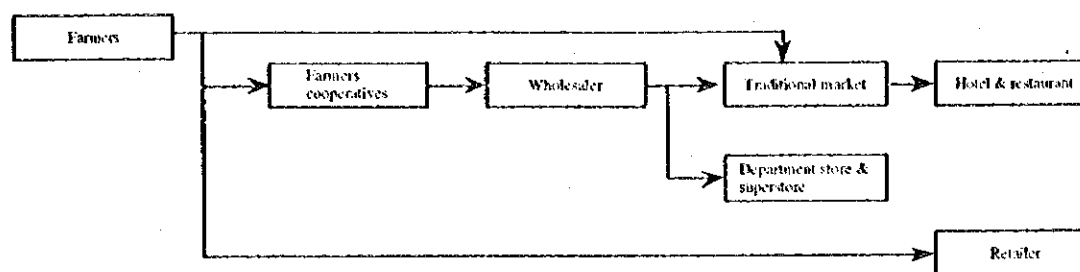 Farmers
Farmers
cooperatives
Wholesaler
Traditional market
Hotel & restaurant
Department store &
superstore
Retailer